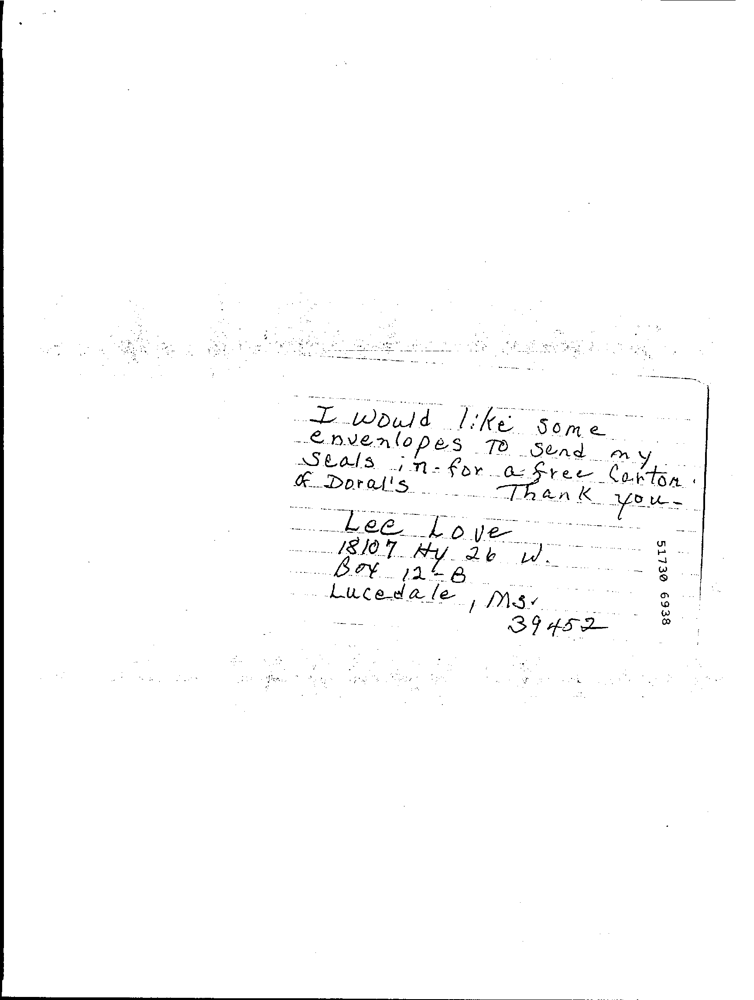 I would like some
envenlopes To send my
Seals in-for a free Carton.
of Doral's Thank you-
Lee Love
18107 Hy 26 W.
Box 12-B
Lucedale, Ms.
39452
51730 6938